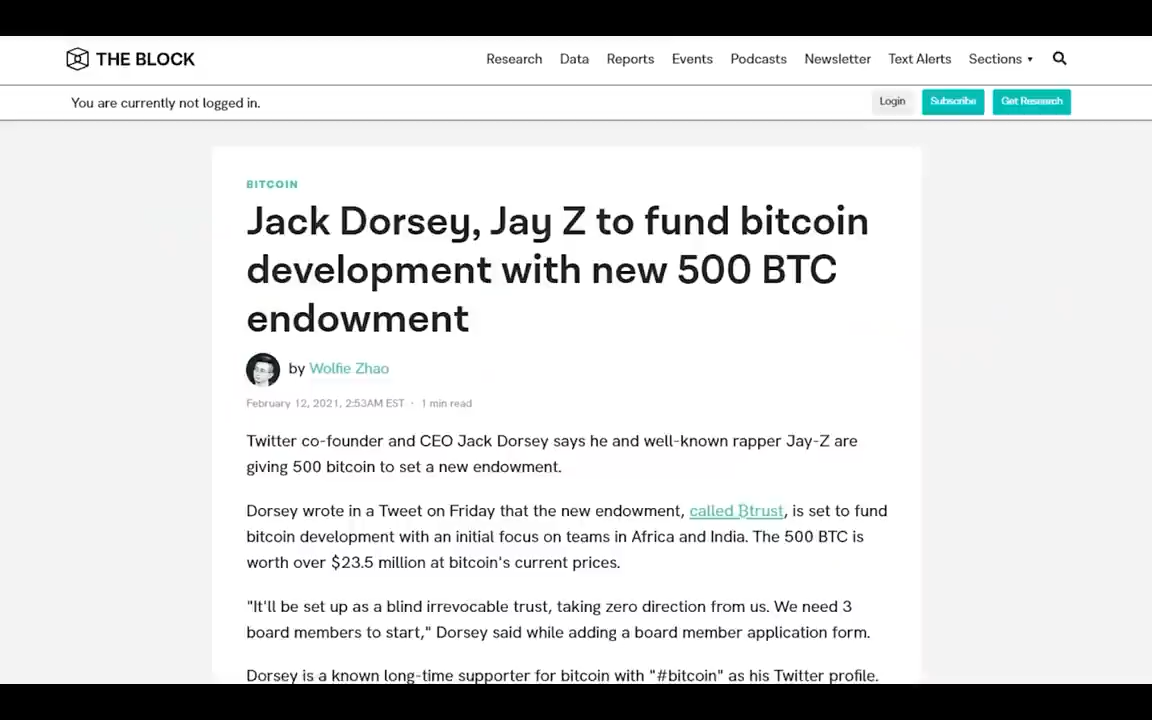 THE BLOCK
Research Data Reports Events Podcasts Newsletter Text Alerts Sections ▾
You are currently not logged in.
Login Subscribe Get Research
BITCOIN
Jack Dorsey, Jay Z to fund bitcoin
development with new 500 BTC
endowment
by Wolfie Zhao
February 12, 2021, 2:53AM EST · 1 min read
Twitter co-founder and CEO Jack Dorsey says he and well-known rapper Jay-Z are
giving 500 bitcoin to set a new endowment.
Dorsey wrote in a Tweet on Friday that the new endowment, called ₿trust, is set to fund
bitcoin development with an initial focus on teams in Africa and India. The 500 BTC is
worth over $23.5 million at bitcoin's current prices.
"It'll be set up as a blind irrevocable trust, taking zero direction from us. We need 3
board members to start," Dorsey said while adding a board member application form.
Dorsey is a known long-time supporter for bitcoin with "#bitcoin" as his Twitter profile.